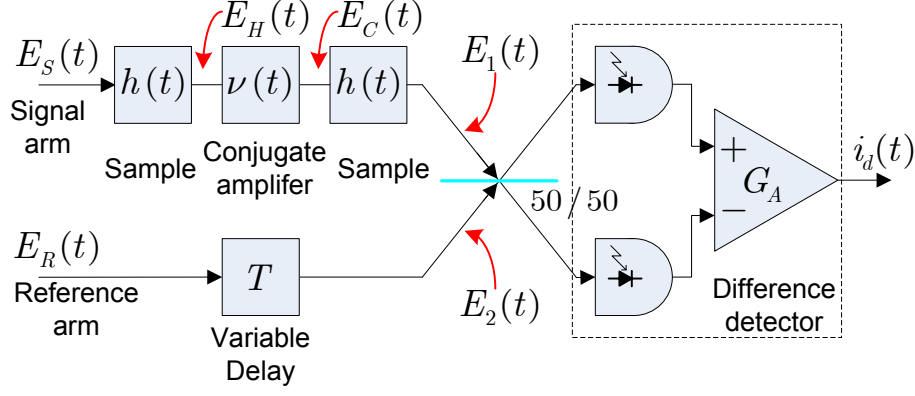 E_H(t)
E_C(t)
E_S(t)
h(t)
ν(t)
h(t)
E_1(t)
Signal
arm
Sample
Conjugate
amplifer
Sample
50 / 50
+
−
G_A
i_d(t)
E_R(t)
Reference
arm
T
Variable
Delay
E_2(t)
Difference
detector